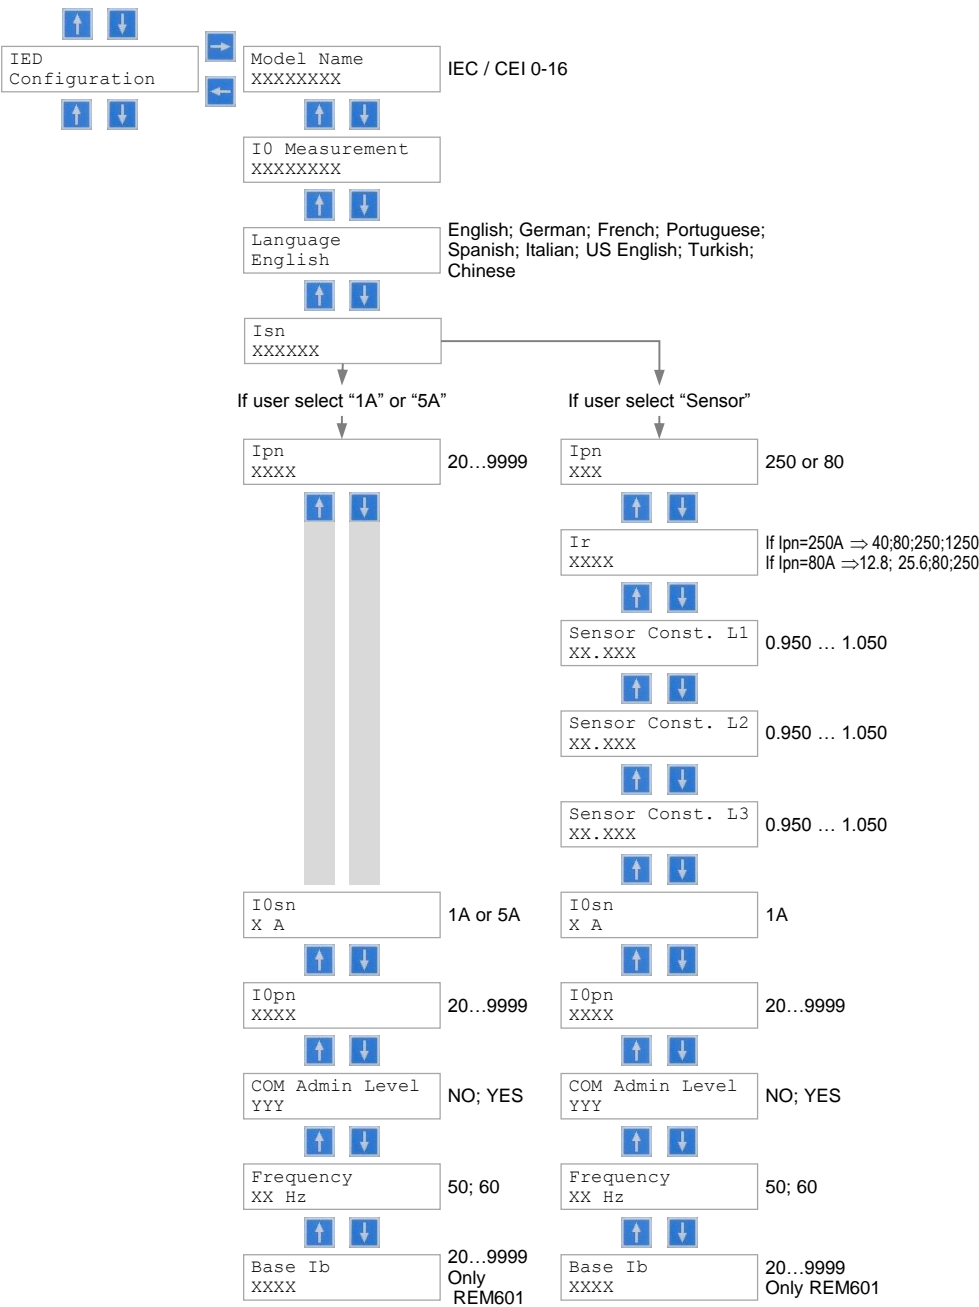 IED
Configuration
Model Name
XXXXXXXX
IEC / CEI 0-16
I0 Measurement
XXXXXXXX
Language
English
English; German; French; Portuguese;
Spanish; Italian; US English; Turkish;
Chinese
Isn
XXXXXX
If user select “1A” or “5A”
If user select “Sensor”
Ipn
XXXX
20…9999
Ipn
XXX
250 or 80
Ir
XXXX
If Ipn=250A ⇒ 40;80;250;1250
If Ipn=80A ⇒12.8; 25.6;80;250
Sensor Const. L1
XX.XXX
0.950 … 1.050
Sensor Const. L2
XX.XXX
0.950 … 1.050
Sensor Const. L3
XX.XXX
0.950 … 1.050
I0sn
X A
1A or 5A
I0sn
X A
1A
I0pn
XXXX
20…9999
I0pn
XXXX
20…9999
COM Admin Level
YYY
NO; YES
COM Admin Level
YYY
NO; YES
Frequency
XX Hz
50; 60
Frequency
XX Hz
50; 60
Base Ib
XXXX
20…9999
Only
REM601
Base Ib
XXXX
20…9999
Only REM601